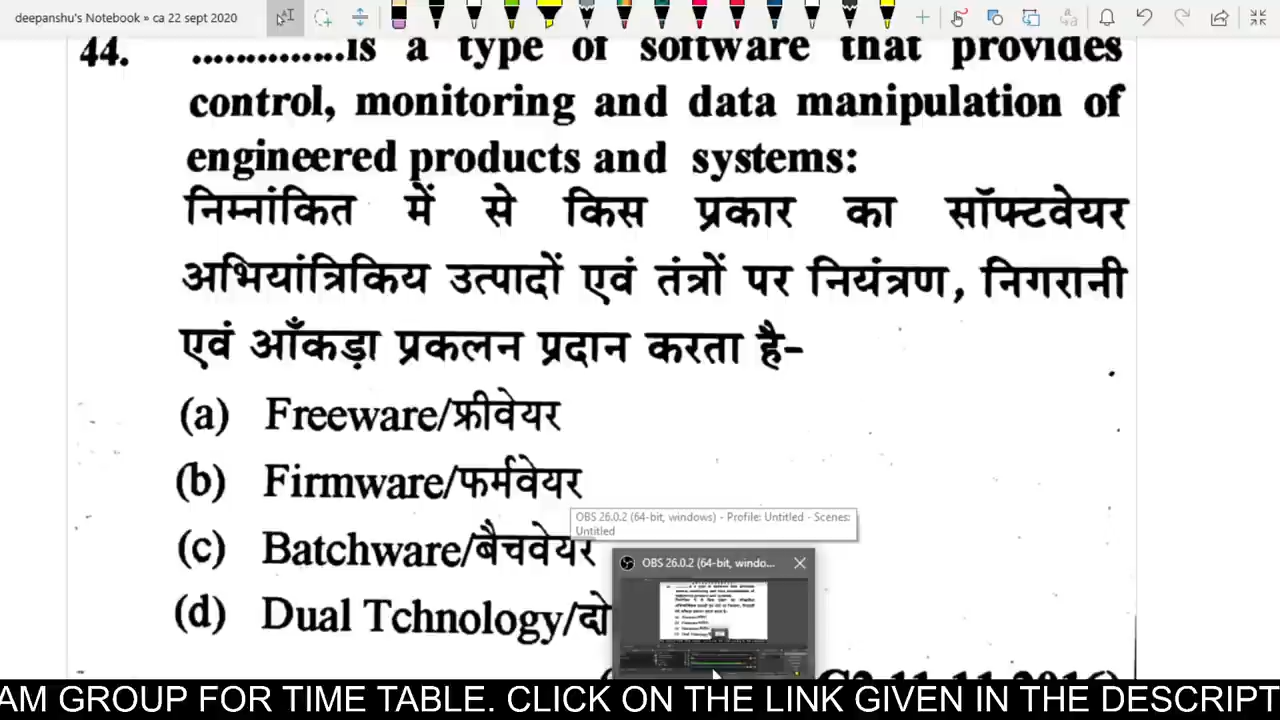 deepanshu's Notebook » ca 22 sept 2020
44. ..............is a type of software that provides
control, monitoring and data manipulation of
engineered products and systems:
निम्नांकित में से किस प्रकार का सॉफ्टवेयर
अभियांत्रिकिय उत्पादों एवं तंत्रों पर नियंत्रण, निगरानी
एवं आँकड़ा प्रकलन प्रदान करता है-
(a) Freeware/फ्रीवेयर
(b) Firmware/फर्मवेयर
OBS 26.0.2 (64-bit, windows) - Profile: Untitled - Scenes:
Untitled
(c) Batchware/बैचवेयर
OBS 26.0.2 (64-bit, windo...
(d) Dual Tchnology/दो
AM GROUP FOR TIME TABLE. CLICK ON THE LINK GIVEN IN THE DESCRIPT